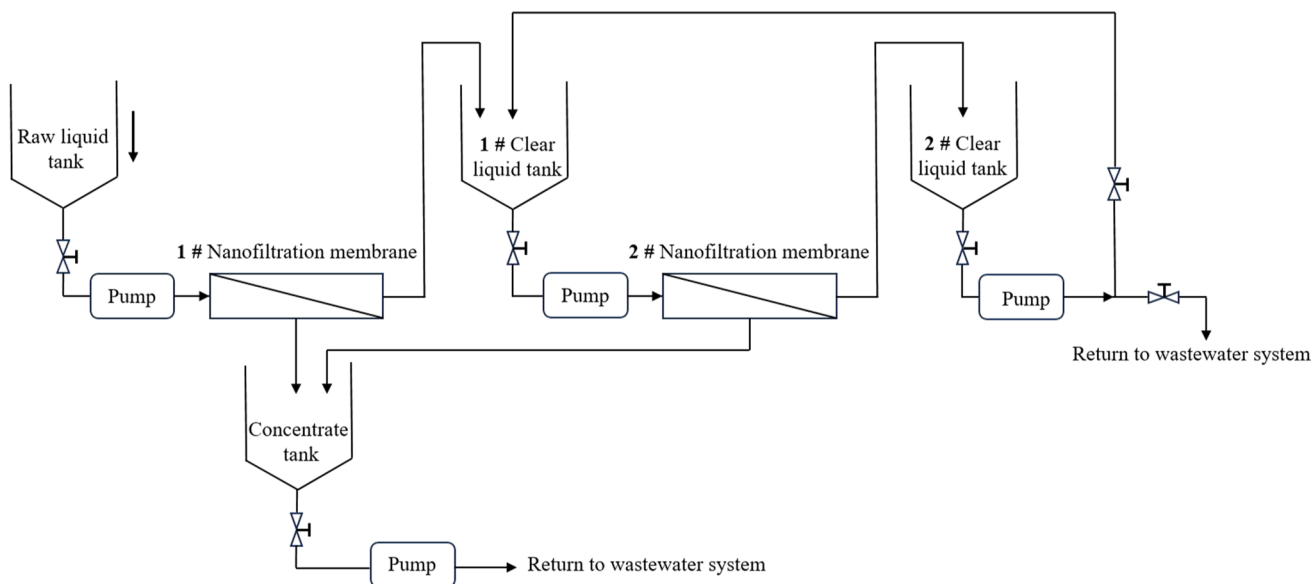 Raw liquid
tank
1 # Clear
liquid tank
2 # Clear
liquid tank
1 # Nanofiltration membrane
2 # Nanofiltration membrane
Pump
Pump
Pump
Return to wastewater system
Concentrate
tank
Pump
Return to wastewater system